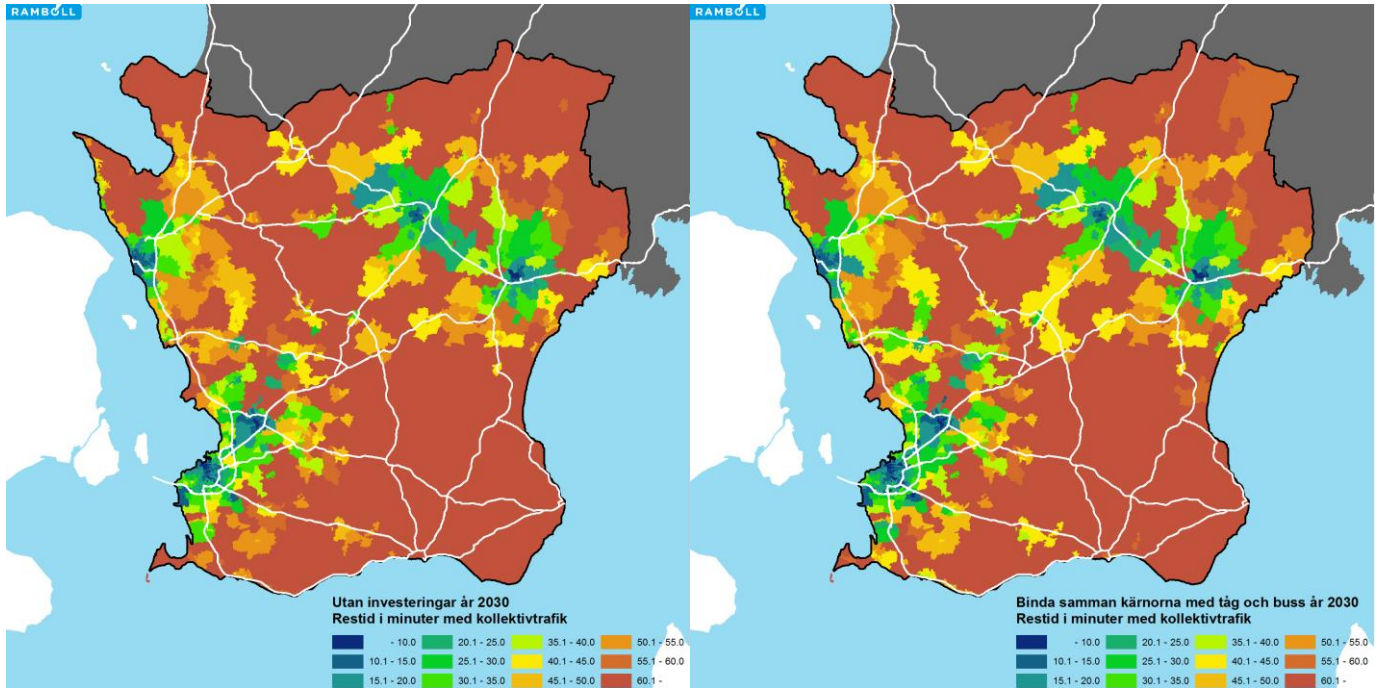 RAMBOLL
RAMBOLL
Utan investeringar år 2030
Restid i minuter med kollektivtrafik
- 10.0 20.1 - 25.0 35.1 - 40.0 50.1 - 55.0
10.1 - 15.0 25.1 - 30.0 40.1 - 45.0 55.1 - 60.0
15.1 - 20.0 30.1 - 35.0 45.1 - 50.0 60.1 -
Binda samman kärnorna med tåg och buss år 2030
Restid i minuter med kollektivtrafik
- 10.0 20.1 - 25.0 35.1 - 40.0 50.1 - 55.0
10.1 - 15.0 25.1 - 30.0 40.1 - 45.0 55.1 - 60.0
15.1 - 20.0 30.1 - 35.0 45.1 - 50.0 60.1 -